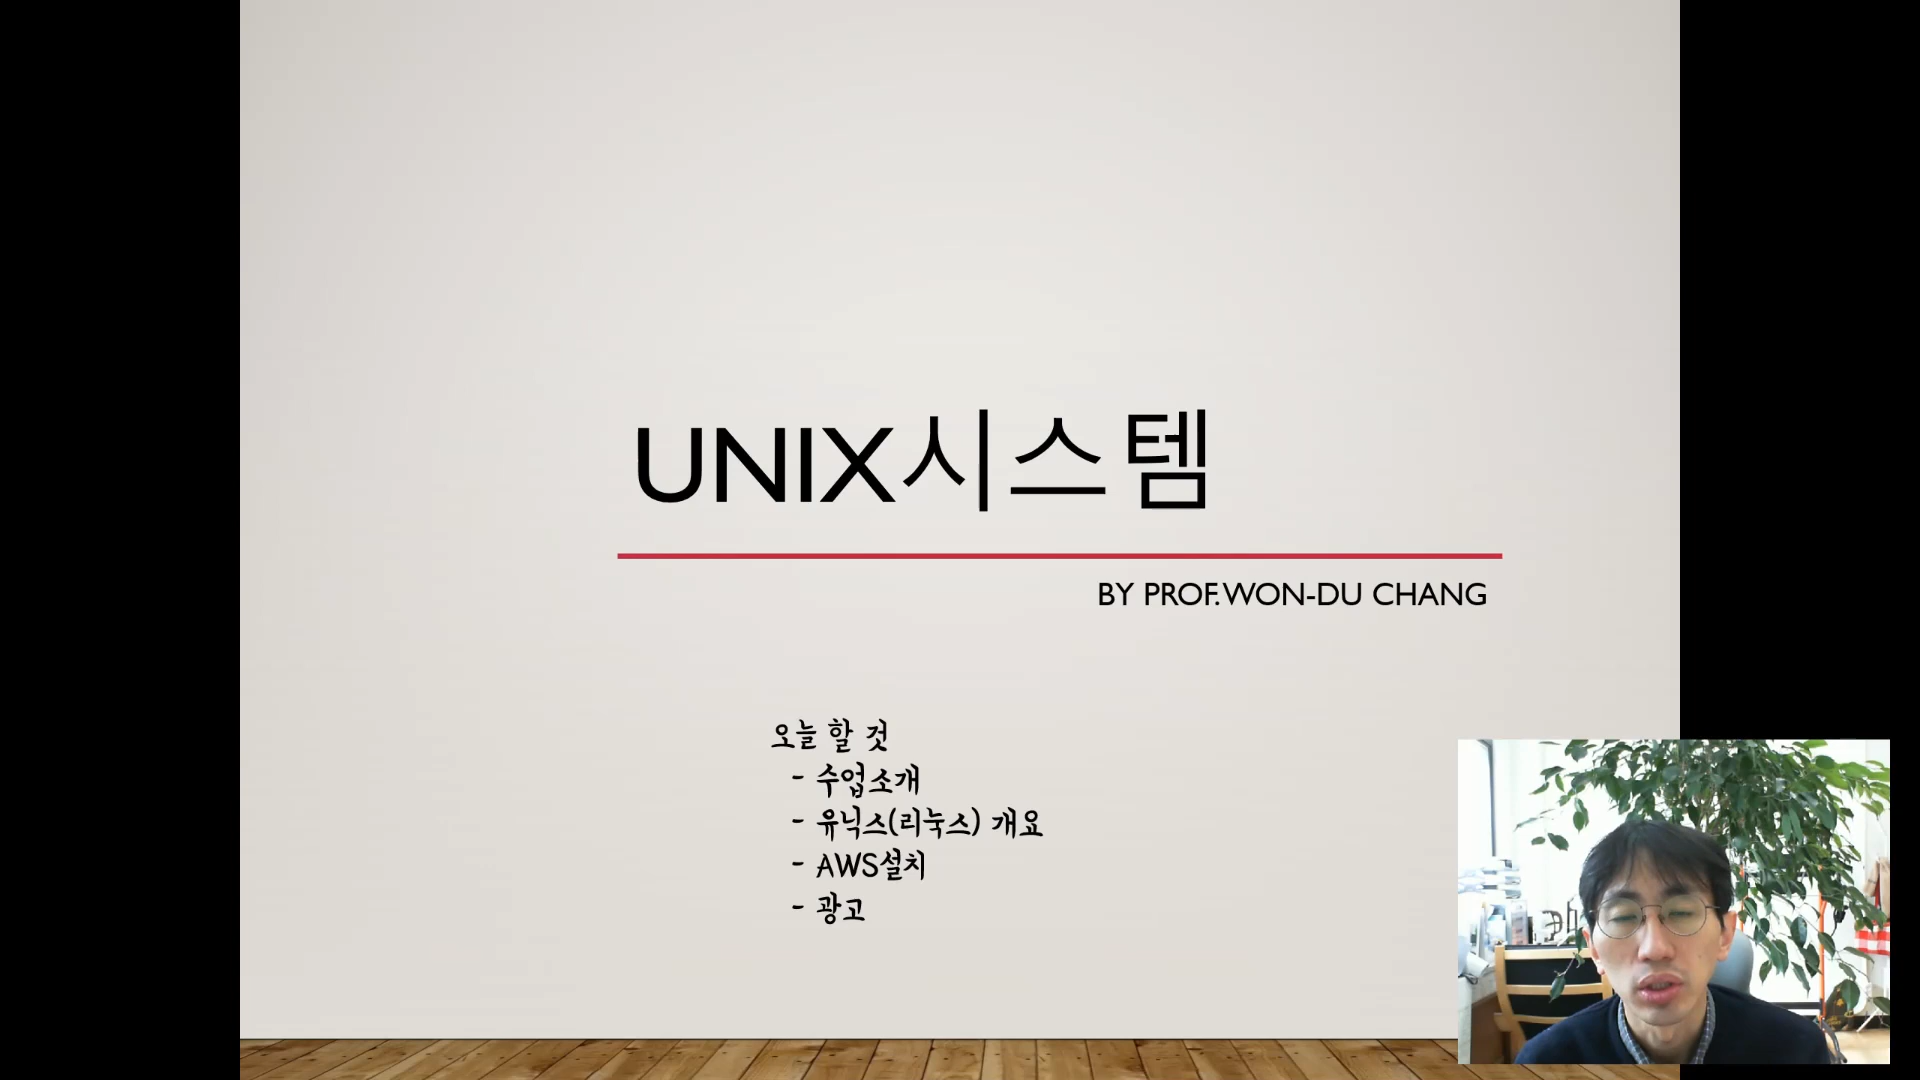 UNIX시스템
BY PROF.WON-DU CHANG
오늘 할 것
- 수업소개
- 유닉스(리눅스) 개요
- AWS설치
- 광고